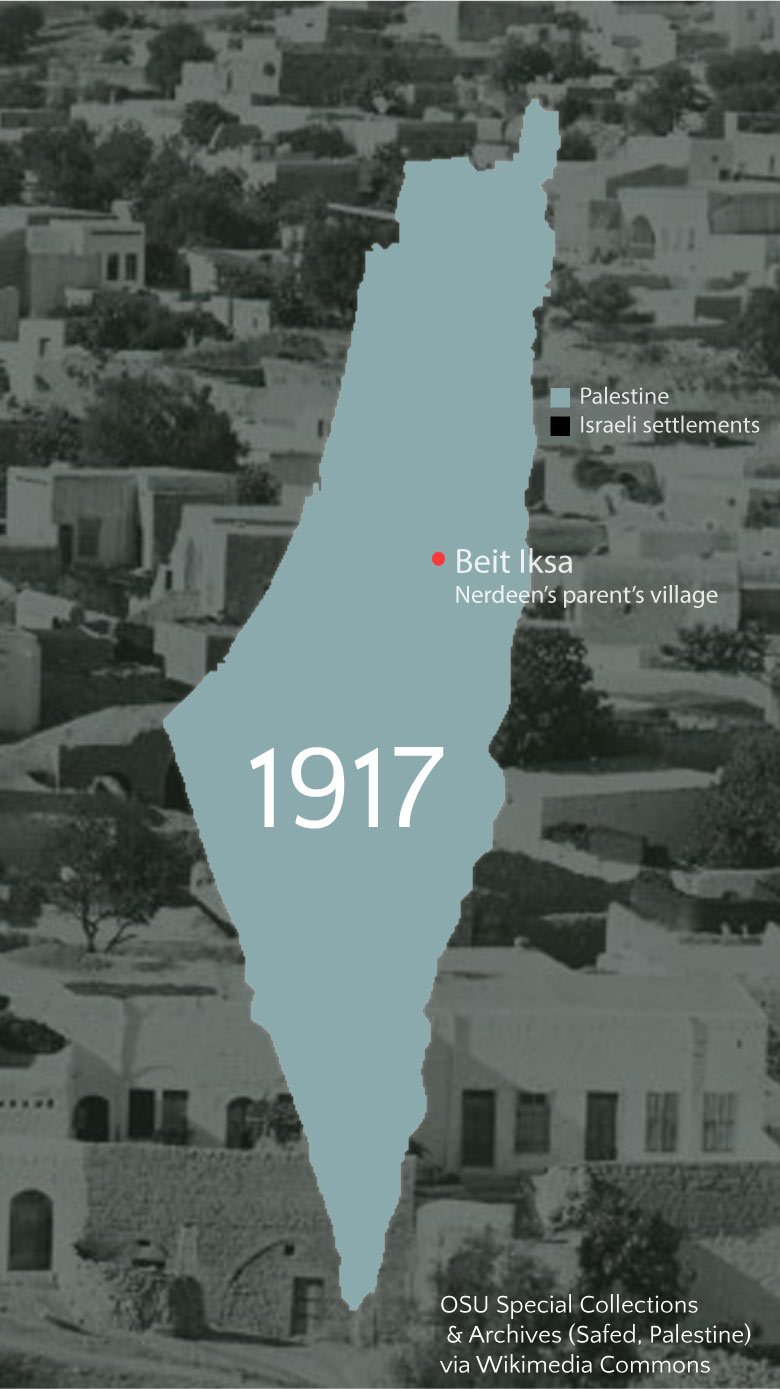 Palestine
Israeli settlements
Beit Iksa
Nerdeen's parent's village
1917
OSU Special Collections
& Archives (Safed, Palestine)
via Wikimedia Commons